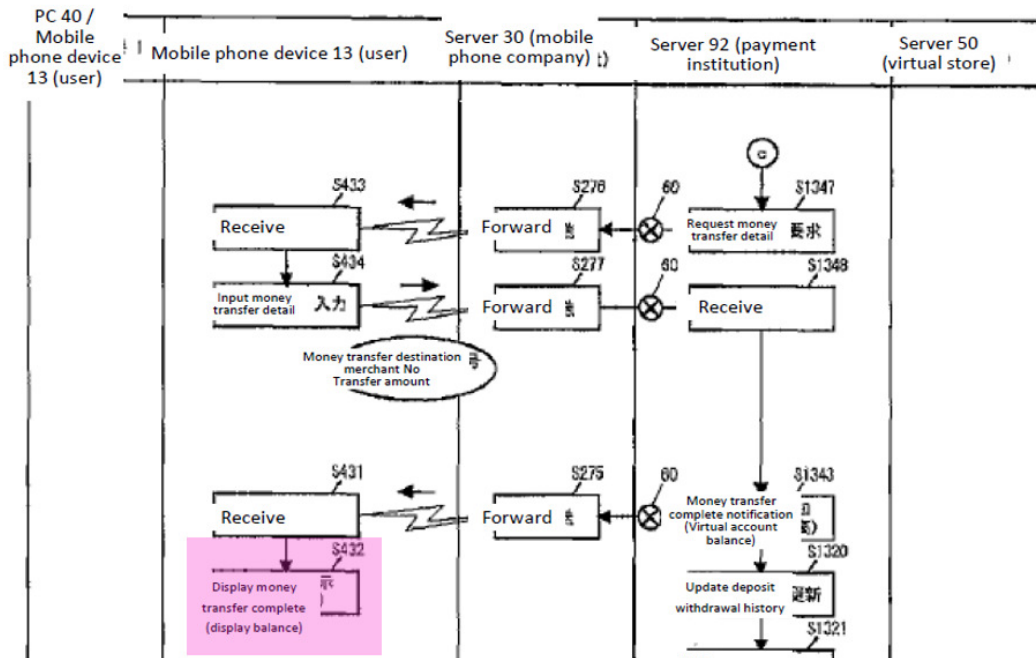 PC 40 /
Mobile
phone device
13 (user)
Mobile phone device 13 (user)
Server 30 (mobile
phone company)
Server 92 (payment
institution)
Server 50
(virtual store)
S433
S276
60
S1347
Receive
Forward
Request money
transfer detail
要求
S434
S277
60
S1348
Input money
transfer detail
入力
Forward
Receive
Money transfer destination
merchant No
Transfer amount
S431
S275
60
S1343
Receive
Forward
Money transfer
complete notification
(Virtual account
balance)
S432
S1320
Display money
transfer complete
(display balance)
示
Update deposit
withdrawal history
更新
S1321